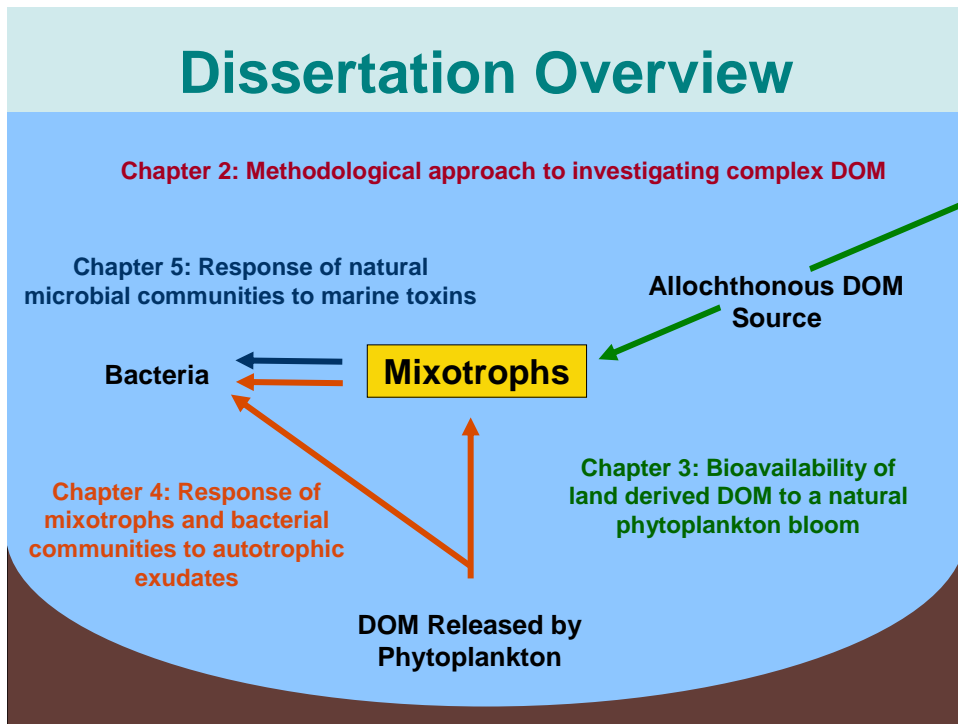 Dissertation Overview
Chapter 2: Methodological approach to investigating complex DOM
Chapter 5: Response of natural
microbial communities to marine toxins
Allochthonous DOM
Source
Bacteria
Mixotrophs
Chapter 3: Bioavailability of
land derived DOM to a natural
phytoplankton bloom
Chapter 4: Response of
mixotrophs and bacterial
communities to autotrophic
exudates
DOM Released by
Phytoplankton